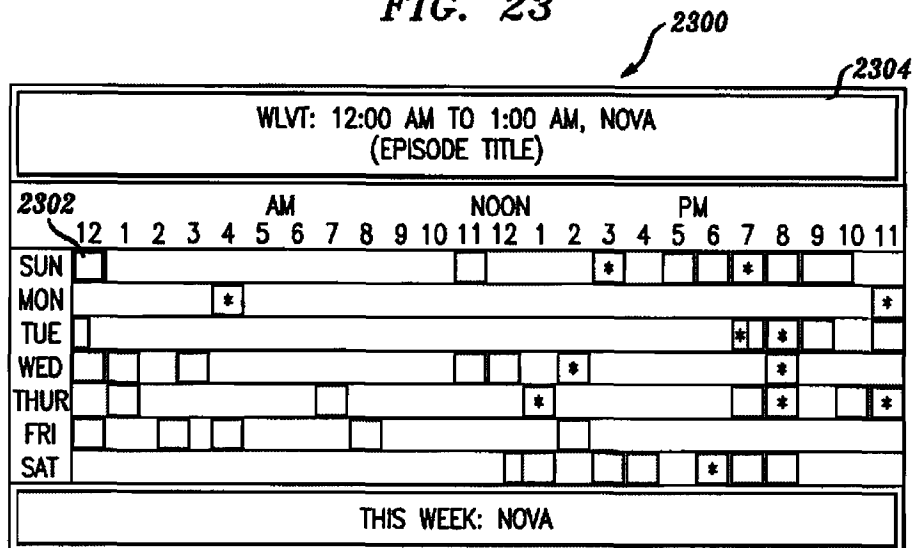 FIG. 23
2300
2304
WLVT: 12:00 AM TO 1:00 AM, NOVA
(EPISODE TITLE)
2302 AM NOON PM
12 1 2 3 4 5 6 7 8 9 10 11 12 1 2 3 4 5 6 7 8 9 10 11
SUN * *
MON * *
TUE * *
WED * *
THUR * * *
FRI
SAT *
THIS WEEK: NOVA